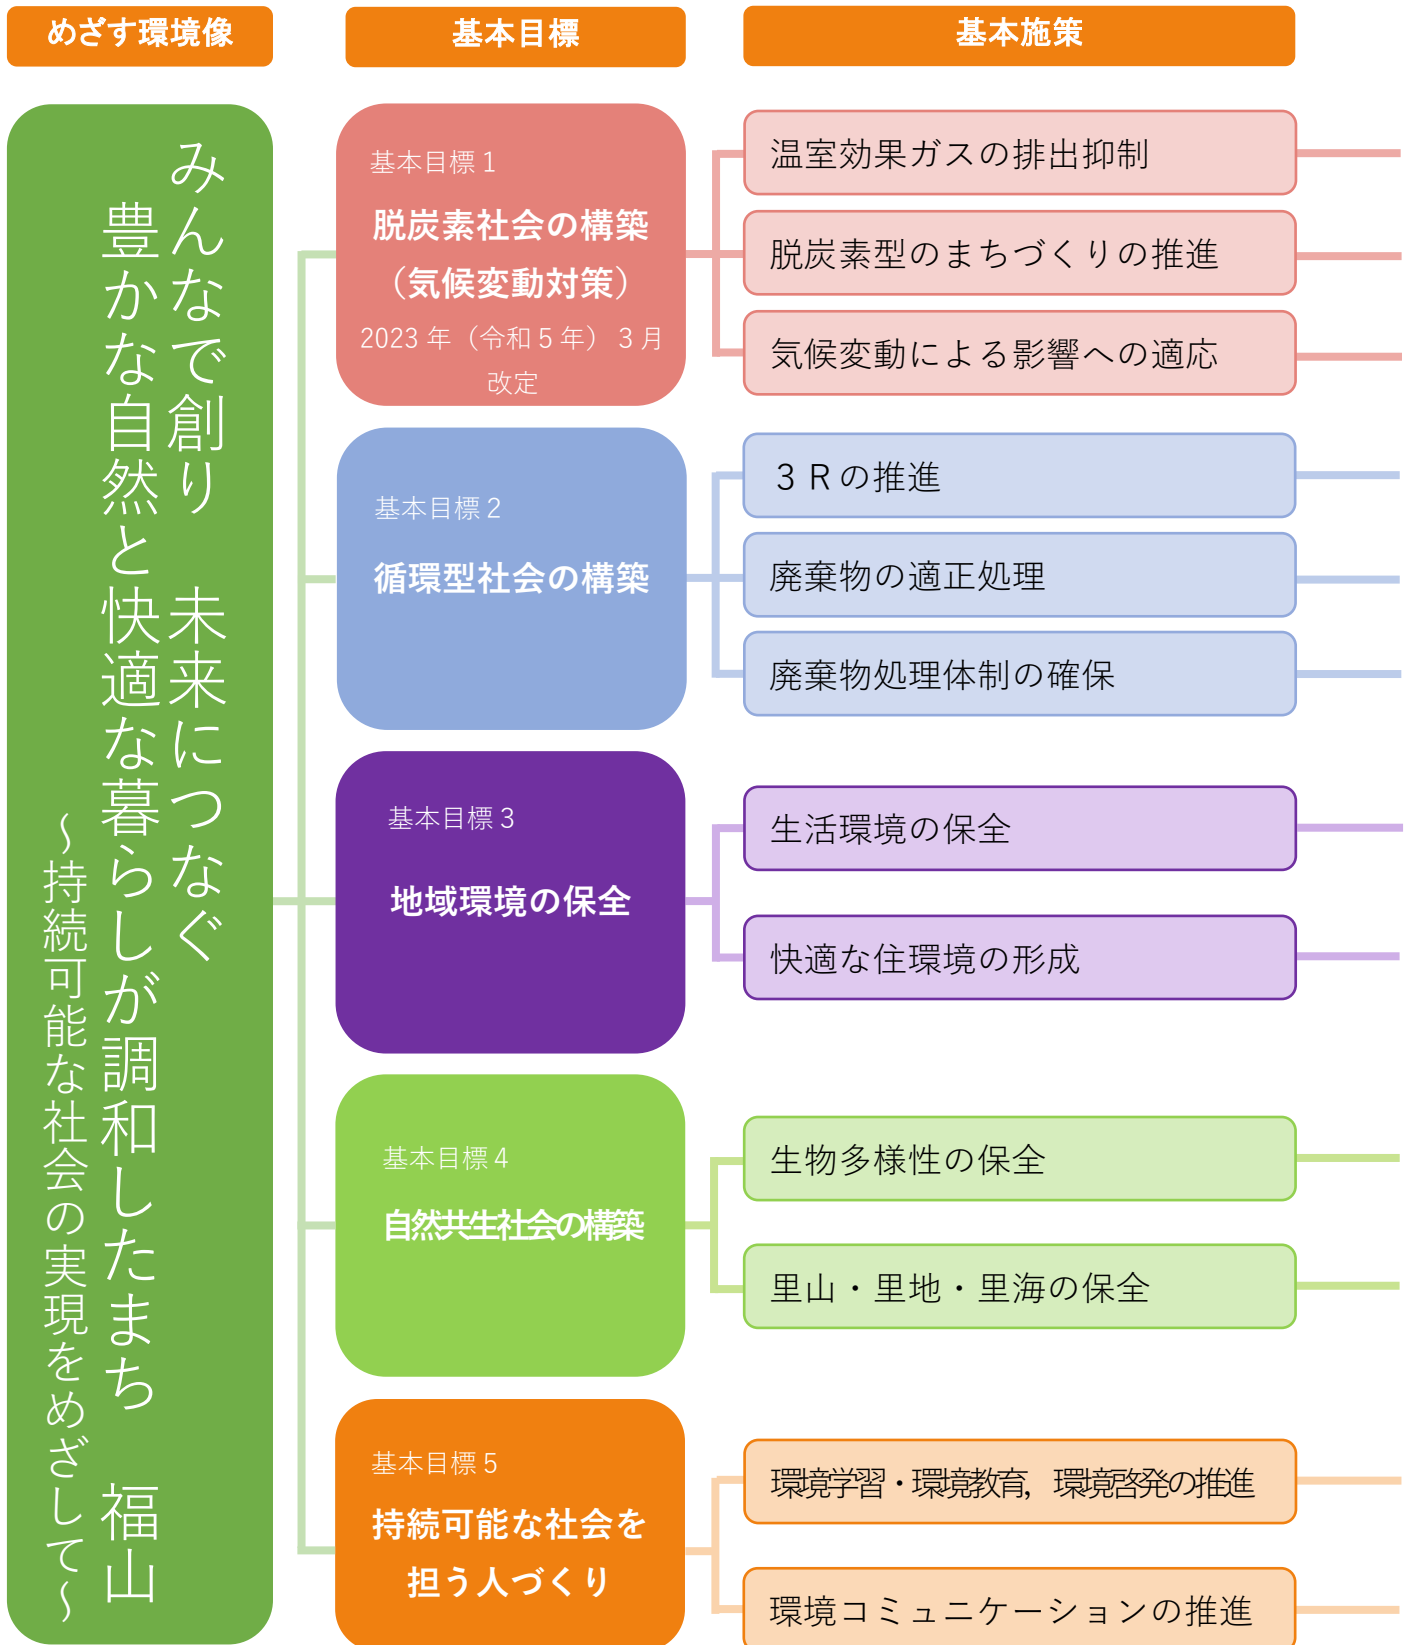 めざす環境像
基本目標
基本施策
みんなで創り　未来につなぐ
豊かな自然と快適な暮らしが調和したまち　福山
～持続可能な社会の実現をめざして～
基本目標１
脱炭素社会の構築
（気候変動対策）
2023 年（令和５年）３月
改定
温室効果ガスの排出抑制
脱炭素型のまちづくりの推進
気候変動による影響への適応
基本目標２
循環型社会の構築
３Ｒの推進
廃棄物の適正処理
廃棄物処理体制の確保
基本目標３
地域環境の保全
生活環境の保全
快適な住環境の形成
基本目標４
自然共生社会の構築
生物多様性の保全
里山・里地・里海の保全
基本目標５
持続可能な社会を
担う人づくり
環境学習・環境教育，環境啓発の推進
環境コミュニケーションの推進